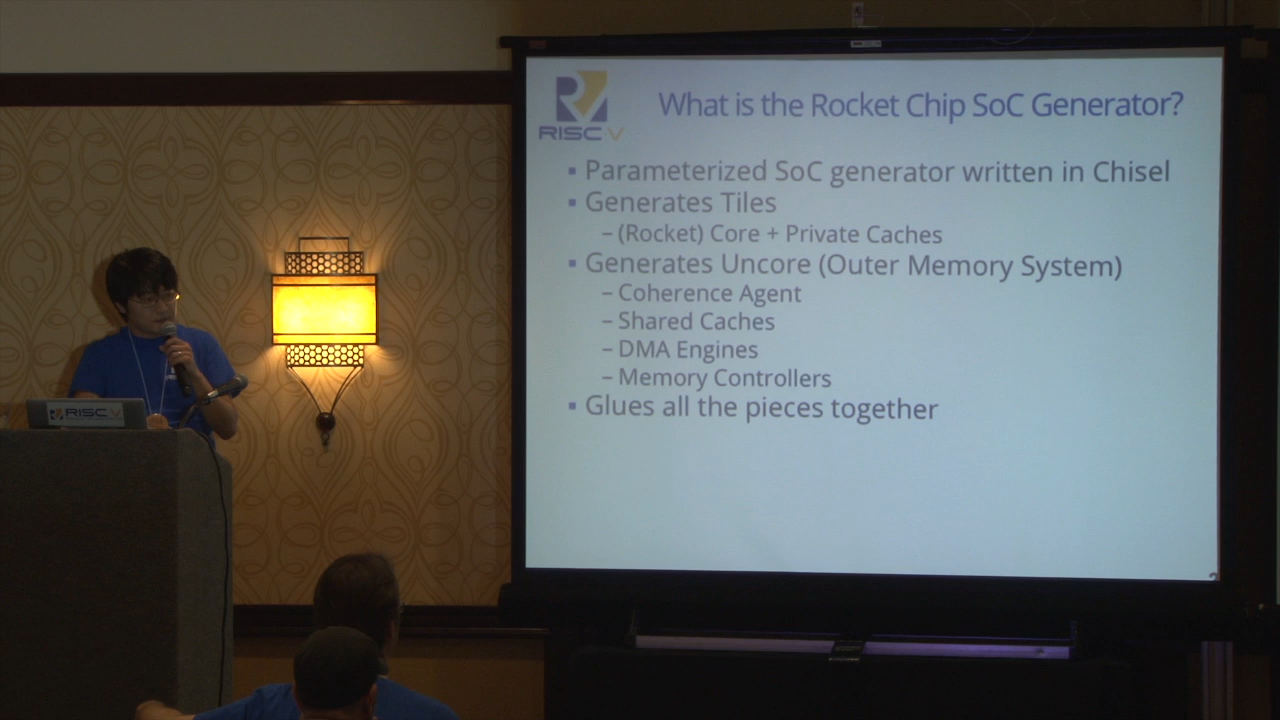 RISC V
What is the Rocket Chip SoC Generator?
▪ Parameterized SoC generator written in Chisel
▪ Generates Tiles
– (Rocket) Core + Private Caches
▪ Generates Uncore (Outer Memory System)
– Coherence Agent
– Shared Caches
– DMA Engines
– Memory Controllers
▪ Glues all the pieces together
RISC V